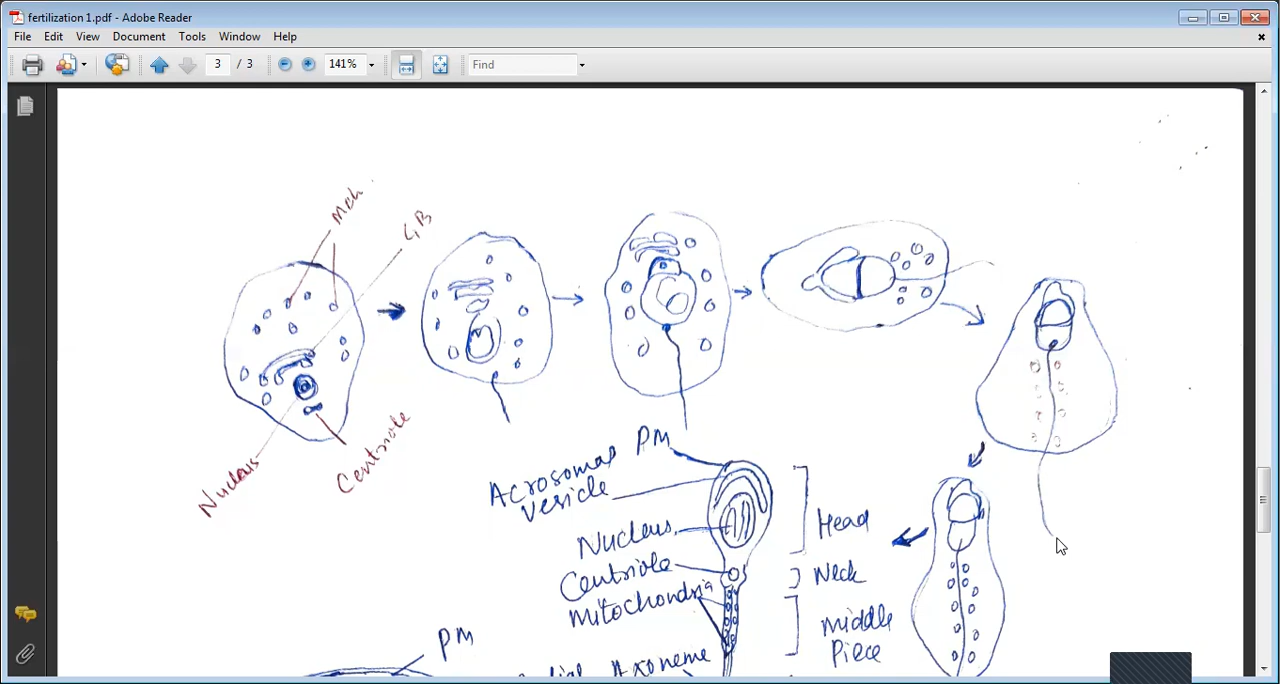 fertilization 1.pdf - Adobe Reader
File Edit View Document Tools Window Help
3 / 3 141% Find
Mch
GB
Nucleus
Centriole
PM
Acrosomal
vesicle
Nucleus
Centriole
Mitochondria
Head
Neck
Middle
Piece
PM
Axoneme